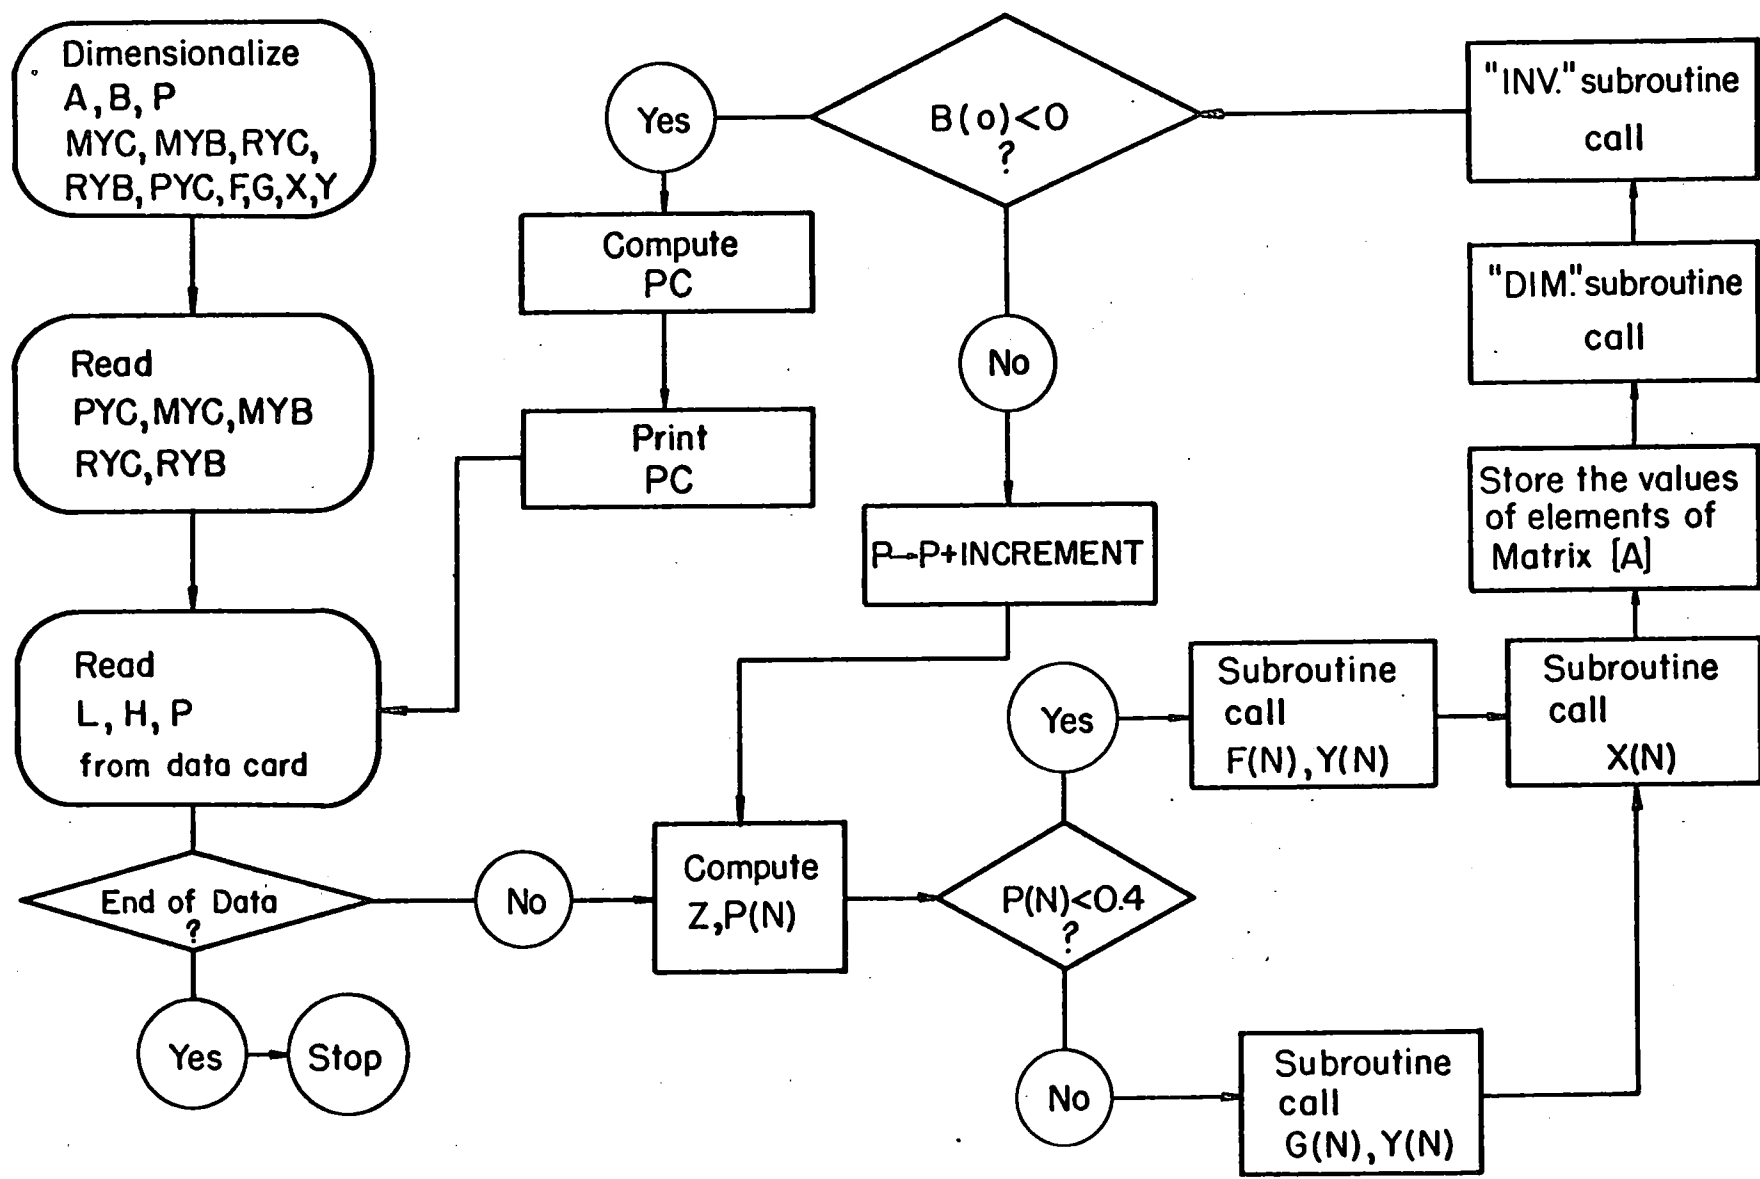 Dimensionalize
A, B, P
MYC, MYB, RYC,
RYB, PYC, F, G, X, Y
Read
PYC, MYC, MYB
RYC, RYB
Read
L, H, P
from data card
End of Data
?
Yes
Stop
No
Compute
Z, P(N)
P(N)<0.4
?
Yes
Subroutine
call
F(N), Y(N)
No
Subroutine
call
G(N), Y(N)
Subroutine
call
X(N)
Store the values
of elements of
Matrix [A]
"DIM." subroutine
call
"INV." subroutine
call
B(o)<0
?
Yes
Compute
PC
Print
PC
No
P→P+INCREMENT